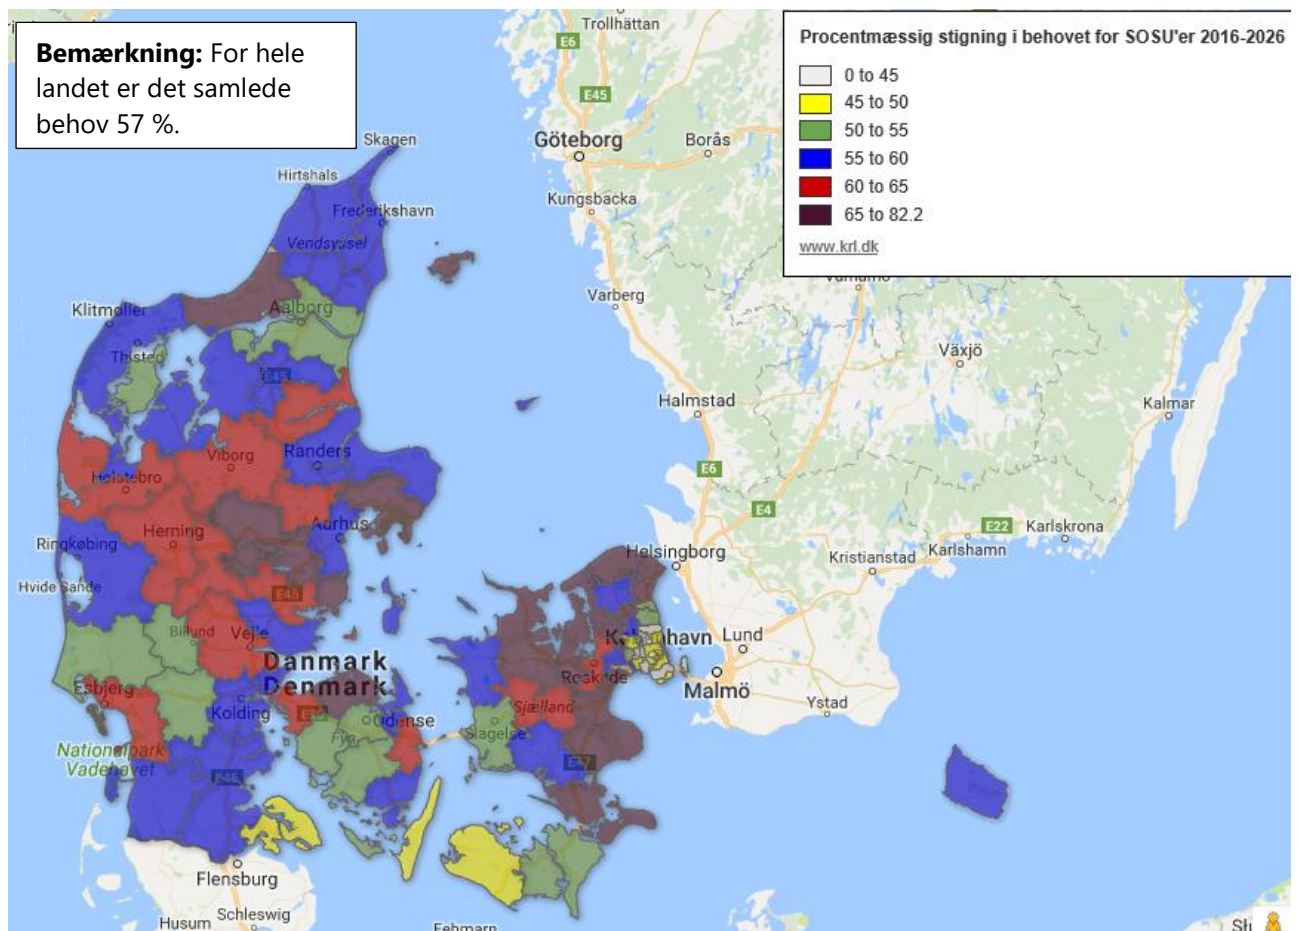 Bemærkning: For hele
landet er det samlede
behov 57 %.
Procentmæssig stigning i behovet for SOSU'er 2016-2026
0 to 45
45 to 50
50 to 55
55 to 60
60 to 65
65 to 82.2
www.krl.dk
Trollhättan
E6
E45
Göteborg
Borås
Skagen
Hirtshals
Kungsbacka
Frederikshavn
Vendsyssel
Varberg
Klitmøller
Aalborg
Thisted
Växjö
E45
Halmstad
Kalmar
Viborg
Randers
Holstebro
E6
E4
Herning
Aarhus
E22
Karlskrona
Ringkøbing
Helsingborg
Kristianstad
Karlshamn
Hvide Sande
E45
Billund
Vejle
København
Lund
Danmark
Denmark
Roskilde
Malmö
Esbjerg
Kolding
Odense
Sjælland
Ystad
Fyn
Slagelse
Nationalpark
Vadehavet
E45
E47
Flensburg
Schleswig
Husum
Fehmarn